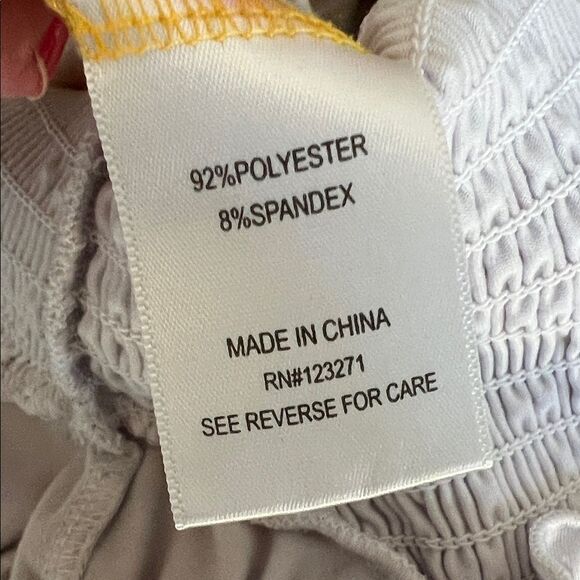 92%POLYESTER
8%SPANDEX
MADE IN CHINA
RN#123271
SEE REVERSE FOR CARE